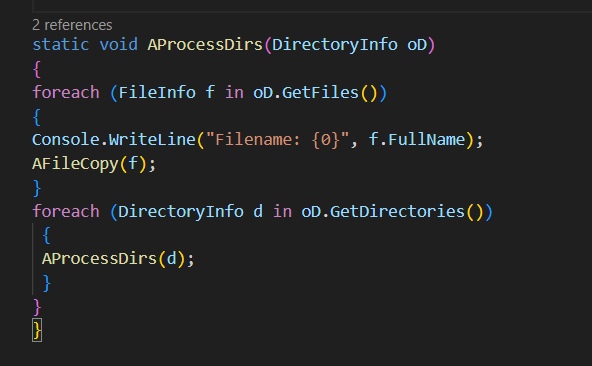 2 references
static void AProcessDirs(DirectoryInfo oD)
{
foreach (FileInfo f in oD.GetFiles())
{
Console.WriteLine("Filename: {0}", f.FullName);
AFileCopy(f);
}
foreach (DirectoryInfo d in oD.GetDirectories())
{
AProcessDirs(d);
}
}
}